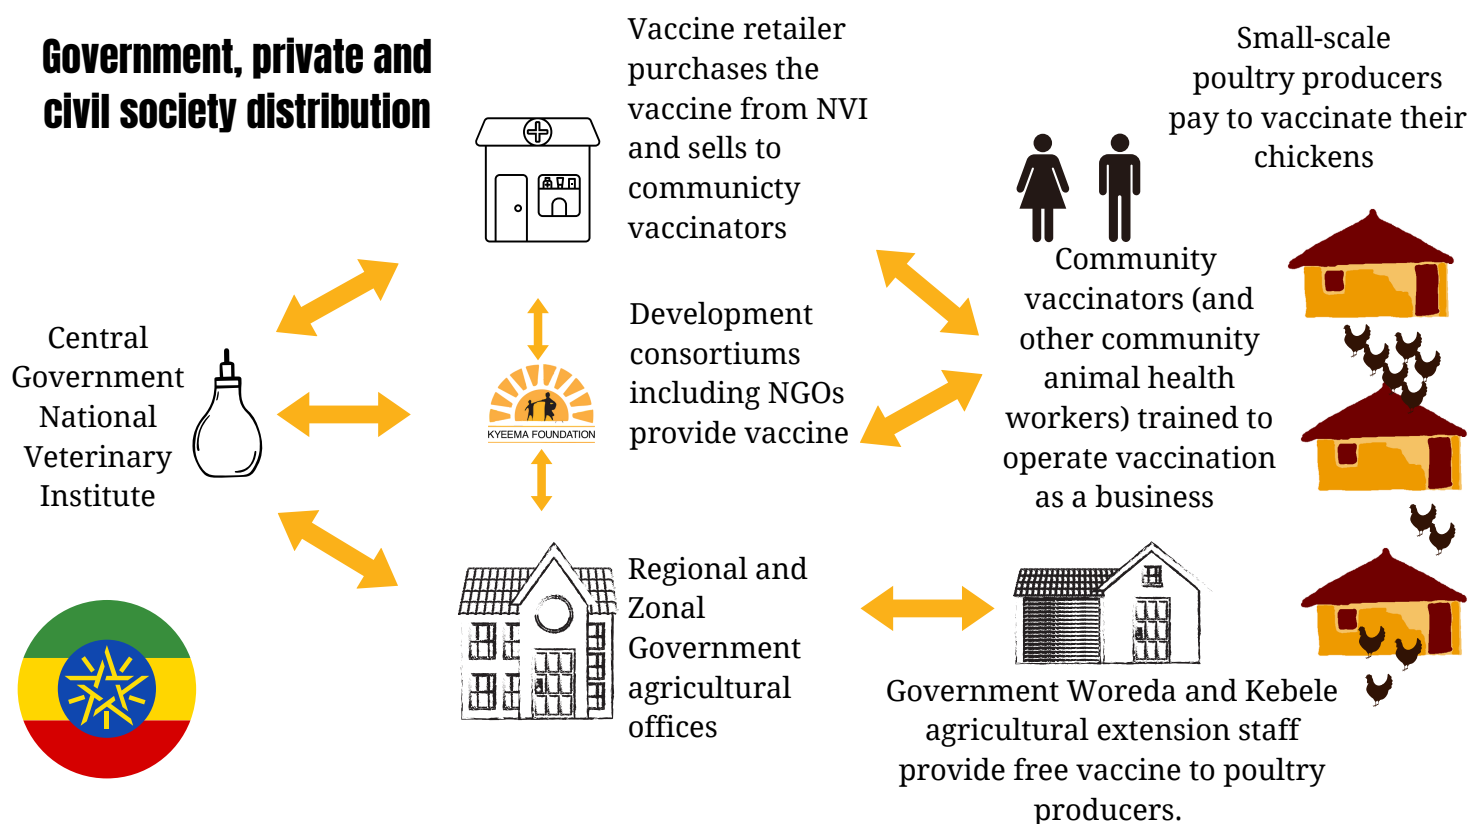 Government, private and
civil society distribution
Vaccine retailer
purchases the
vaccine from NVI
and sells to
communicty
vaccinators
Small-scale
poultry producers
pay to vaccinate their
chickens
Central
Government
National
Veterinary
Institute
KYEEMA FOUNDATION
Development
consortiums
including NGOs
provide vaccine
Community
vaccinators (and
other community
animal health
workers) trained to
operate vaccination
as a business
Regional and
Zonal
Government
agricultural
offices
Government Woreda and Kebele
agricultural extension staff
provide free vaccine to poultry
producers.